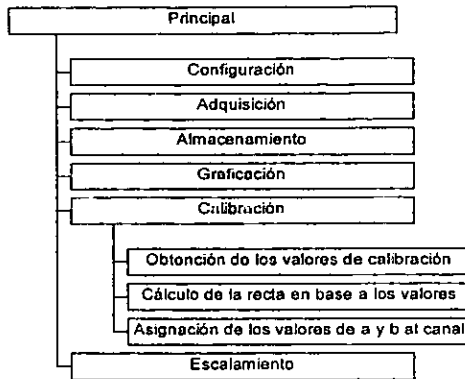 Principal
Configuración
Adquisición
Almacenamiento
Graficación
Calibración
Obtención de los valores de calibración
Cálculo de la recta en base a los valores
Asignación de los valores de a y b al canal
Escalamiento